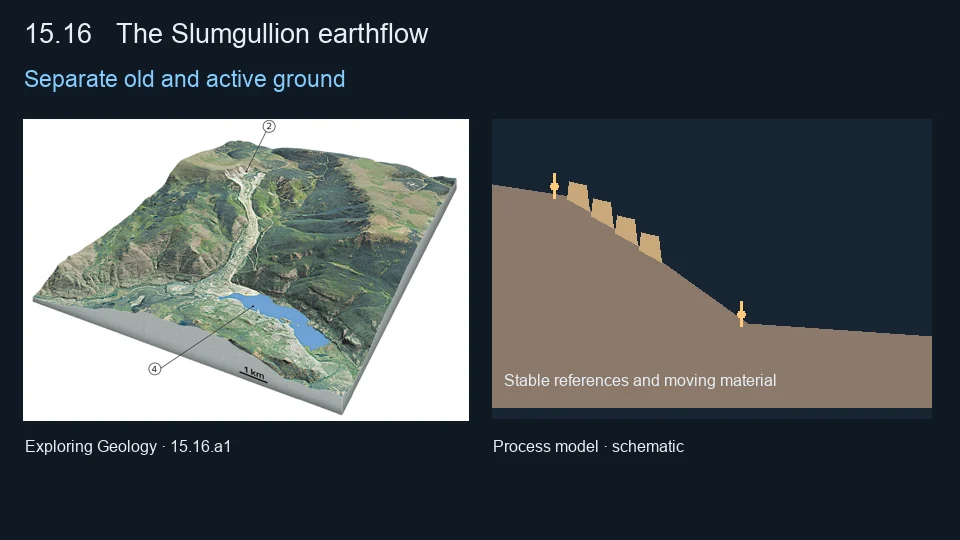 15.16 The Slumgullion earthflow
Separate old and active ground
2
4
1 km
Stable references and moving material
Exploring Geology · 15.16.a1
Process model · schematic